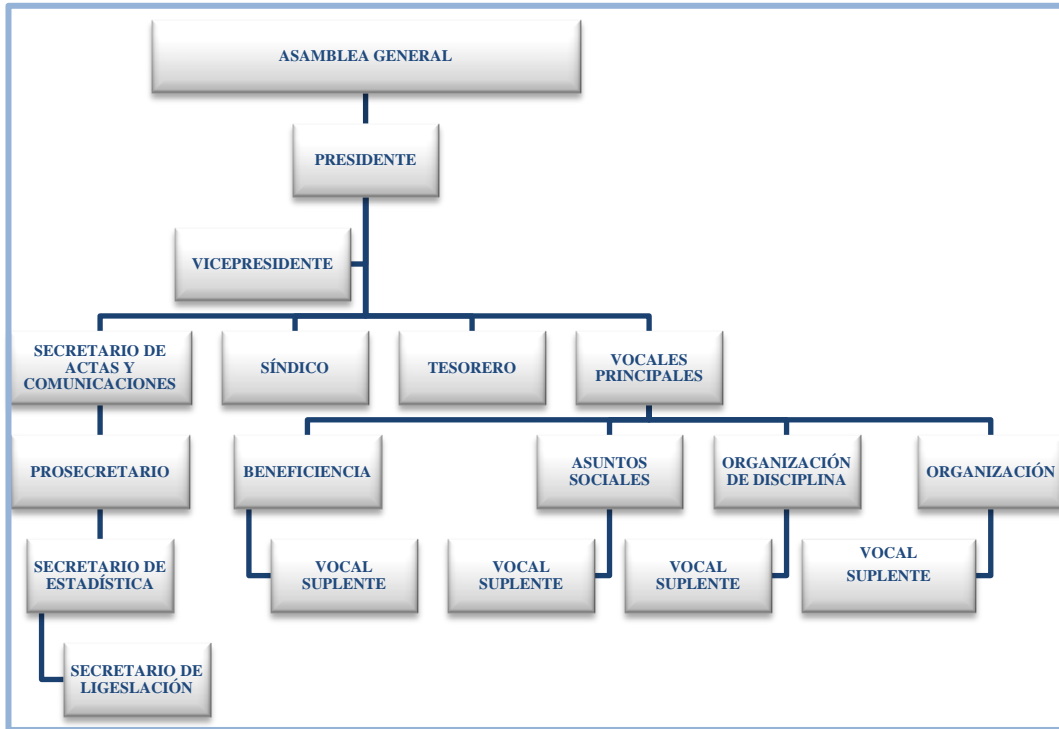 ASAMBLEA GENERAL
PRESIDENTE
VICEPRESIDENTE
SECRETARIO DE
ACTAS Y
COMUNICACIONES
SÍNDICO
TESORERO
VOCALES
PRINCIPALES
PROSECRETARIO
BENEFICIENCIA
ASUNTOS
SOCIALES
ORGANIZACIÓN
DE DISCIPLINA
ORGANIZACIÓN
SECRETARIO DE
ESTADÍSTICA
VOCAL
SUPLENTE
VOCAL
SUPLENTE
VOCAL
SUPLENTE
VOCAL
SUPLENTE
SECRETARIO DE
LIGESLACIÓN